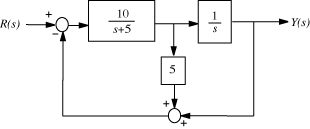 R(s) + − 10/(s+5) 1/s Y(s)
5
+ +